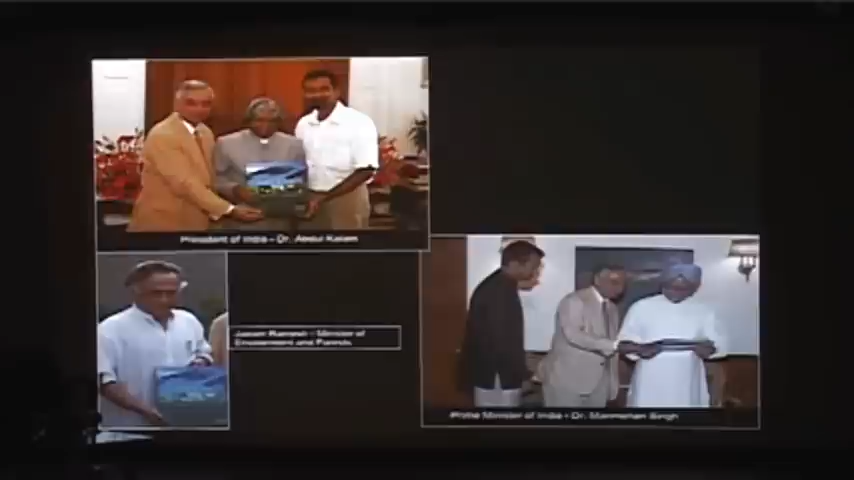 President of India - Dr. Abdul Kalam
Jairam Ramesh - Minister of
Environment and Forests
Prime Minister of India - Dr. Manmohan Singh